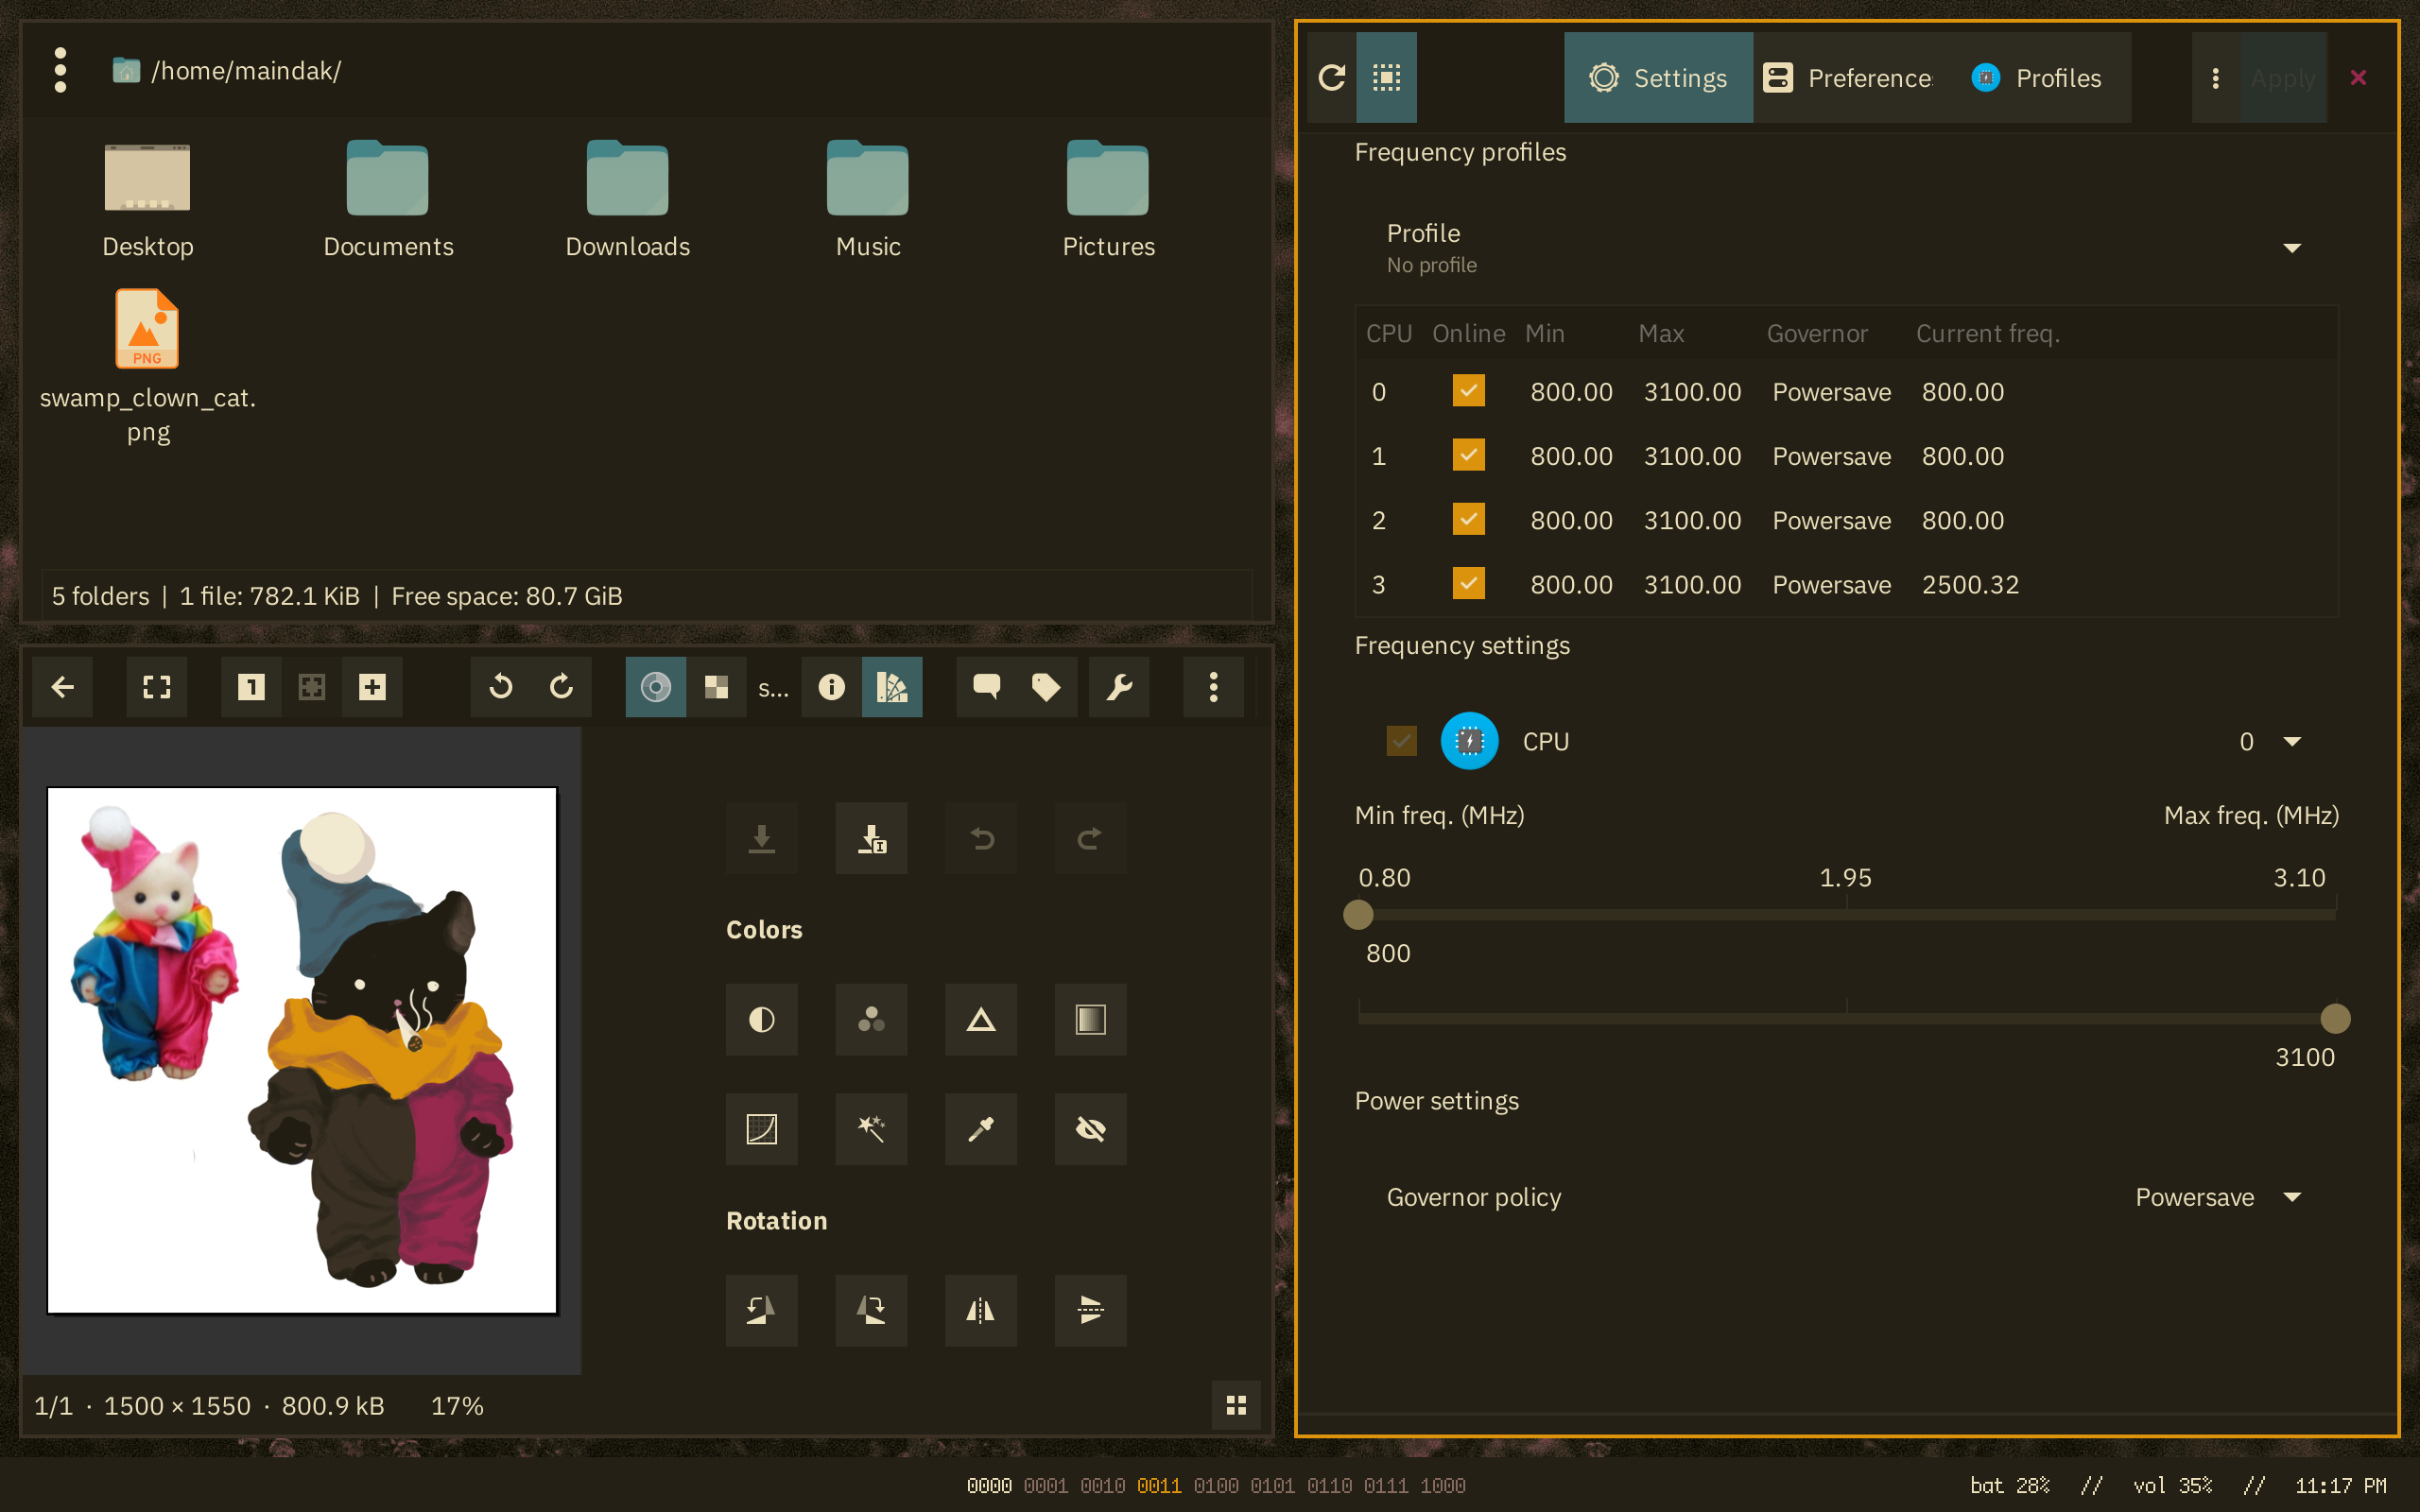 /home/maindak/
Desktop
Documents
Downloads
Music
Pictures
PNG
swamp_clown_cat.
png
5 folders | 1 file: 782.1 KiB | Free space: 80.7 GiB
1
s...
Colors
Rotation
1/1 · 1500 × 1550 · 800.9 kB 17%
Settings
Preference
Profiles
Apply
Frequency profiles
Profile
No profile
CPU Online Min Max Governor Current freq.
0 800.00 3100.00 Powersave 800.00
1 800.00 3100.00 Powersave 800.00
2 800.00 3100.00 Powersave 800.00
3 800.00 3100.00 Powersave 2500.32
Frequency settings
CPU 0
Min freq. (MHz) Max freq. (MHz)
0.80 1.95 3.10
800
3100
Power settings
Governor policy Powersave
0000 0001 0010 0011 0100 0101 0110 0111 1000
bat 28% // vol 35% // 11:17 PM